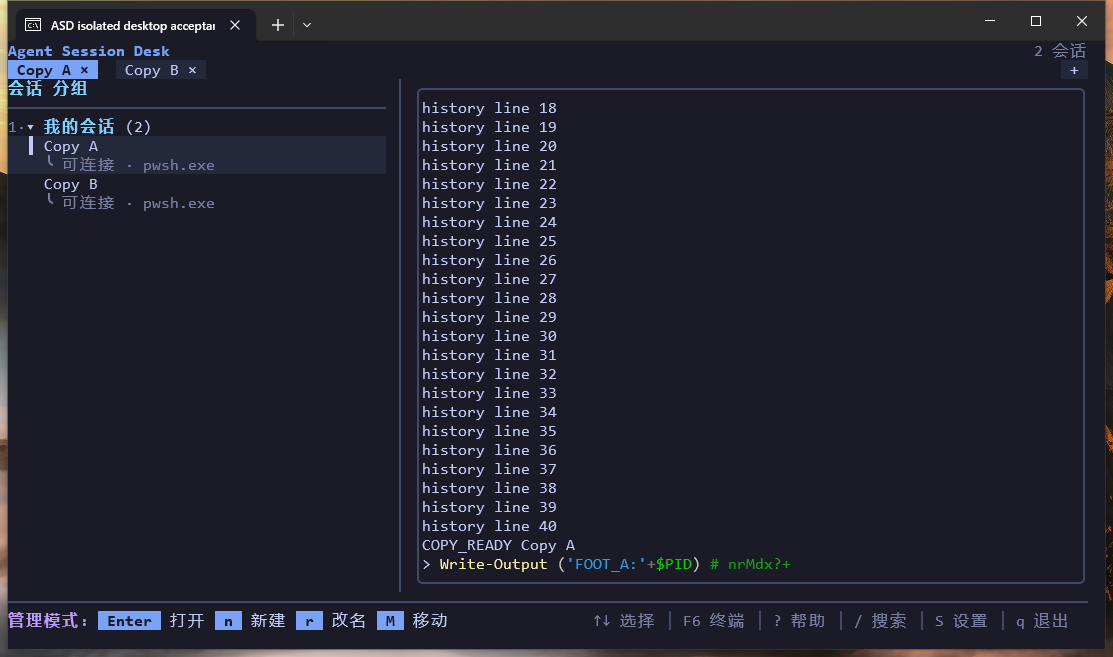 ASD isolated desktop acceptar
Agent Session Desk
2 会话
Copy A ×
Copy B ×
+
会话 分组
1·▾ 我的会话 (2)
Copy A
╰ 可连接 · pwsh.exe
Copy B
╰ 可连接 · pwsh.exe
history line 18
history line 19
history line 20
history line 21
history line 22
history line 23
history line 24
history line 25
history line 26
history line 27
history line 28
history line 29
history line 30
history line 31
history line 32
history line 33
history line 34
history line 35
history line 36
history line 37
history line 38
history line 39
history line 40
COPY_READY Copy A
> Write-Output ('FOOT_A:'+$PID) # nrMdx?+
管理模式: Enter 打开 n 新建 r 改名 M 移动 ↑↓ 选择 │ F6 终端 │ ? 帮助 │ / 搜索 │ S 设置 │ q 退出